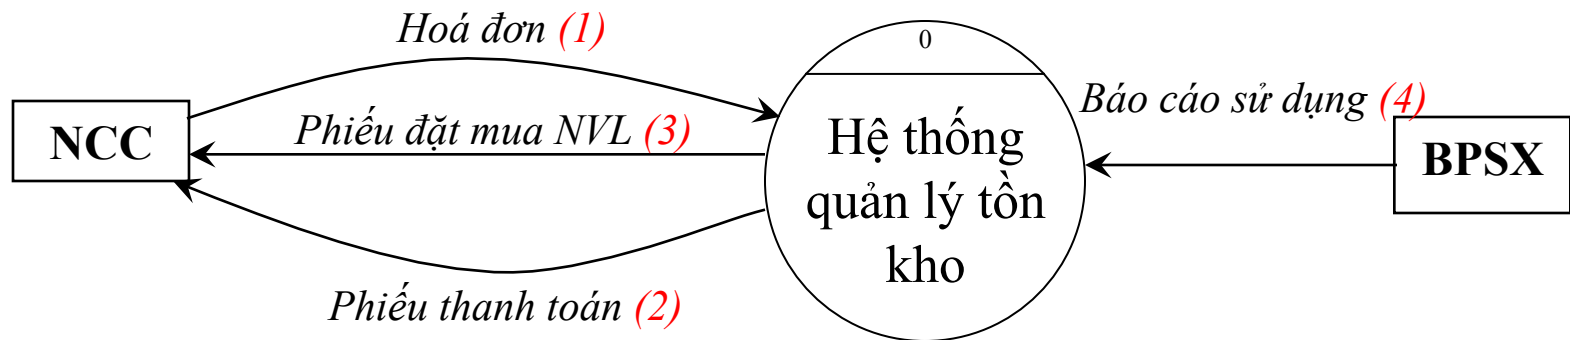 Hoá đơn (1)
0
Báo cáo sử dụng (4)
NCC
Phiếu đặt mua NVL (3)
Hệ thống
quản lý tồn
kho
BPSX
Phiếu thanh toán (2)